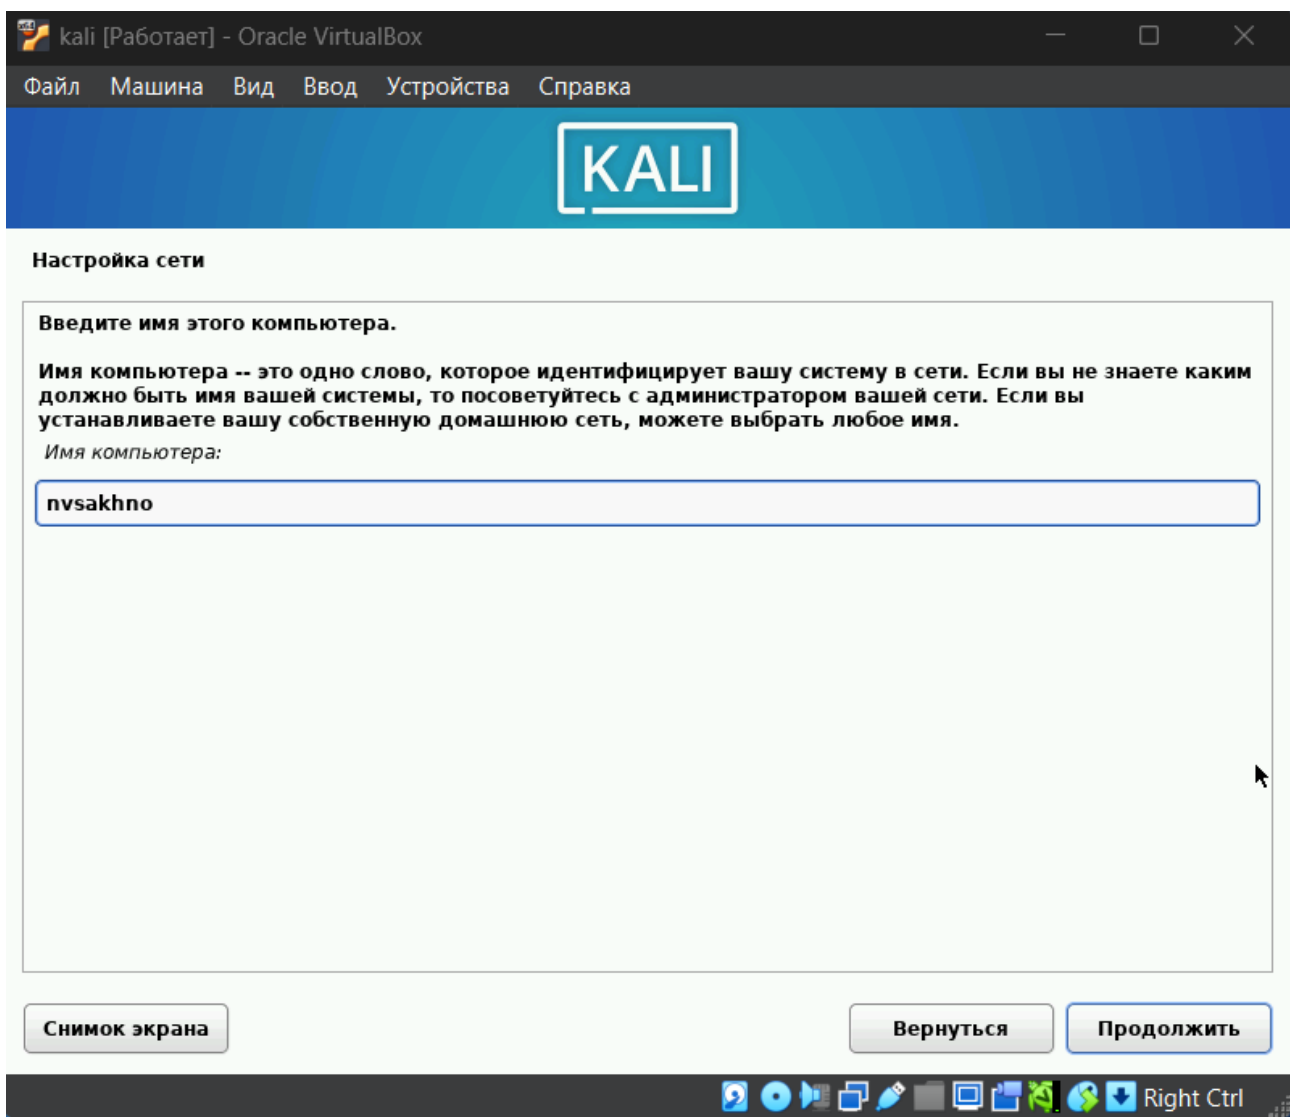 kali [Работает] - Oracle VirtualBox
Файл Машина Вид Ввод Устройства Справка
KALI
Настройка сети
Введите имя этого компьютера.
Имя компьютера -- это одно слово, которое идентифицирует вашу систему в сети. Если вы не знаете каким
должно быть имя вашей системы, то посоветуйтесь с администратором вашей сети. Если вы
устанавливаете вашу собственную домашнюю сеть, можете выбрать любое имя.
Имя компьютера:
nvsakhno
Снимок экрана Вернуться Продолжить
Right Ctrl